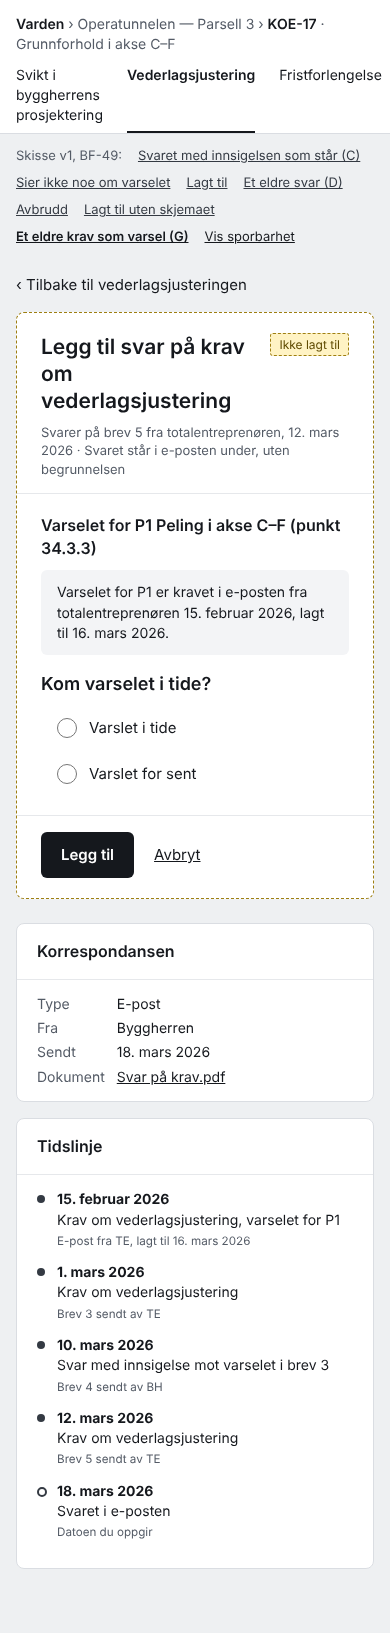 Varden › Operatunnelen — Parsell 3 › KOE-17 ·
Grunnforhold i akse C–F
Svikt i
byggherrens
prosjektering
Vederlagsjustering
Fristforlengelse
Skisse v1, BF-49: Svaret med innsigelsen som står (C)
Sier ikke noe om varselet Lagt til Et eldre svar (D)
Avbrudd Lagt til uten skjemaet
Et eldre krav som varsel (G) Vis sporbarhet
‹ Tilbake til vederlagsjusteringen
Legg til svar på krav
om
vederlagsjustering
Ikke lagt til
Svarer på brev 5 fra totalentreprenøren, 12. mars
2026 · Svaret står i e-posten under, uten
begrunnelsen
Varselet for P1 Peling i akse C–F (punkt
34.3.3)
Varselet for P1 er kravet i e-posten fra
totalentreprenøren 15. februar 2026, lagt
til 16. mars 2026.
Kom varselet i tide?
Varslet i tide
Varslet for sent
Legg til Avbryt
Korrespondansen
Type E-post
Fra Byggherren
Sendt 18. mars 2026
Dokument Svar på krav.pdf
Tidslinje
15. februar 2026
Krav om vederlagsjustering, varselet for P1
E-post fra TE, lagt til 16. mars 2026
1. mars 2026
Krav om vederlagsjustering
Brev 3 sendt av TE
10. mars 2026
Svar med innsigelse mot varselet i brev 3
Brev 4 sendt av BH
12. mars 2026
Krav om vederlagsjustering
Brev 5 sendt av TE
18. mars 2026
Svaret i e-posten
Datoen du oppgir